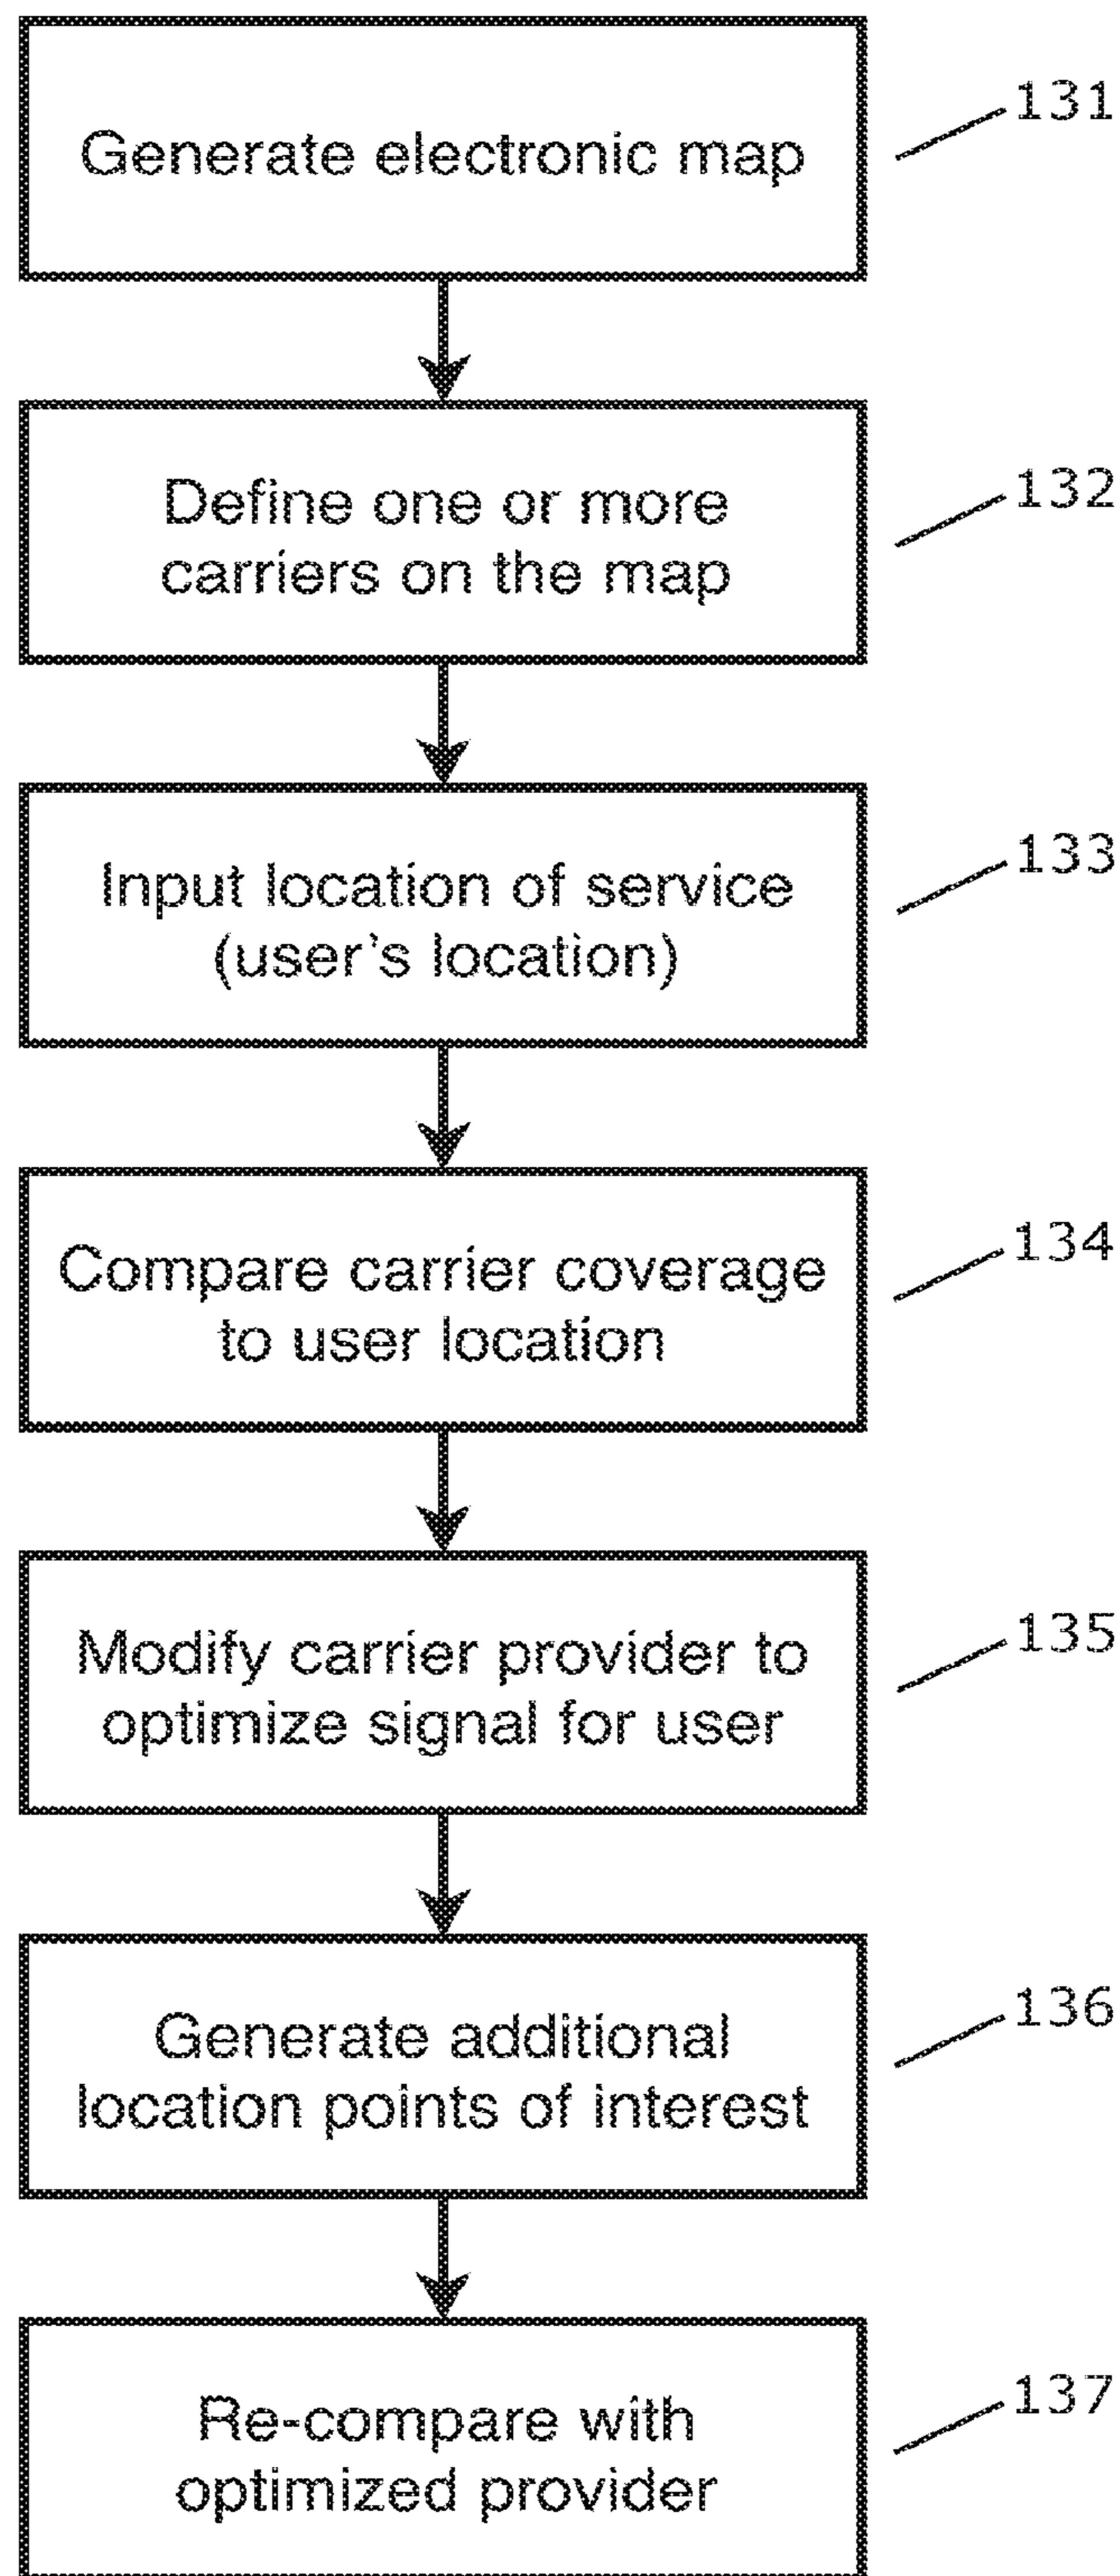 Generate electronic map
131
Define one or more
carriers on the map
132
Input location of service
(user's location)
133
Compare carrier coverage
to user location
134
Modify carrier provider to
optimize signal for user
135
Generate additional
location points of interest
136
Re-compare with
optimized provider
137